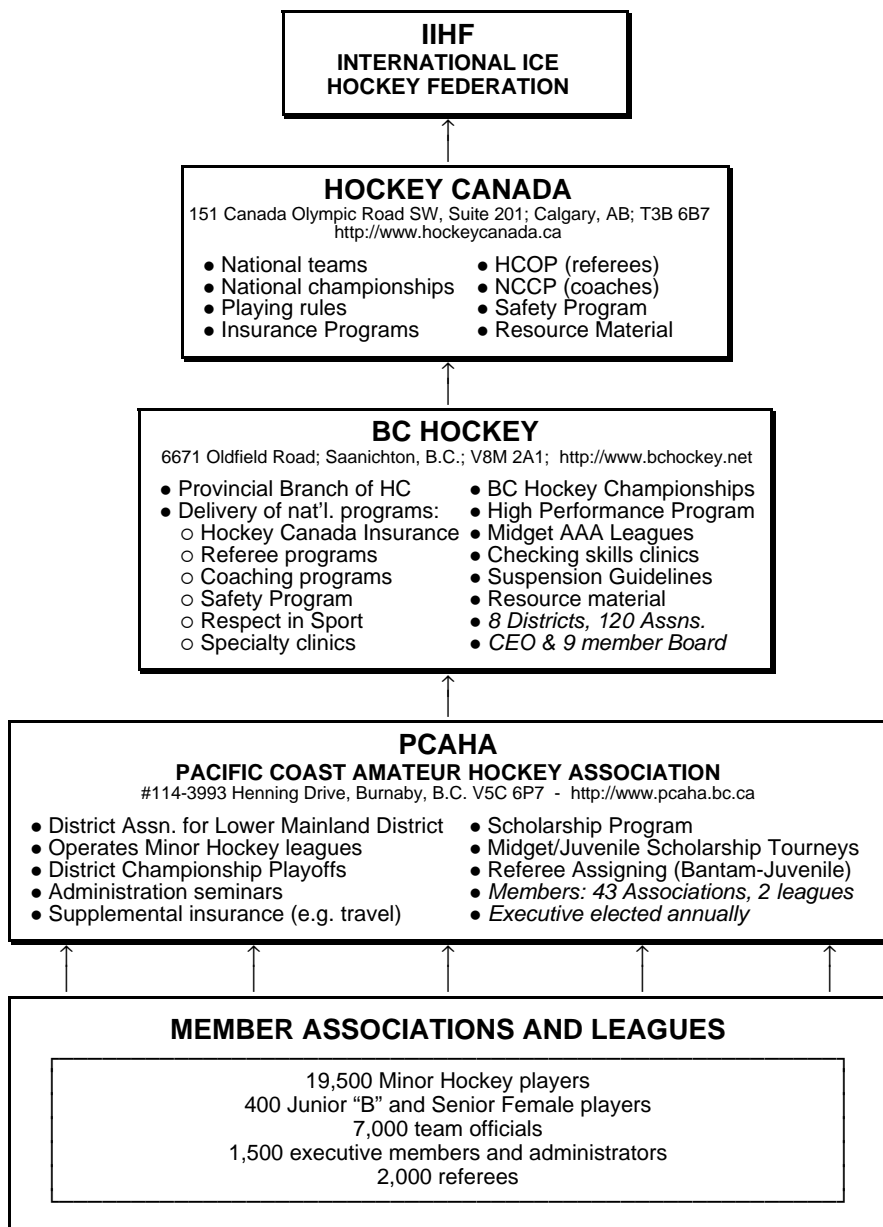 IIHF
INTERNATIONAL ICE
HOCKEY FEDERATION
HOCKEY CANADA
151 Canada Olympic Road SW, Suite 201; Calgary, AB; T3B 6B7
http://www.hockeycanada.ca
● National teams
● National championships
● Playing rules
● Insurance Programs
● HCOP (referees)
● NCCP (coaches)
● Safety Program
● Resource Material
BC HOCKEY
6671 Oldfield Road; Saanichton, B.C.; V8M 2A1; http://www.bchockey.net
● Provincial Branch of HC
● Delivery of nat'l. programs:
○ Hockey Canada Insurance
○ Referee programs
○ Coaching programs
○ Safety Program
○ Respect in Sport
○ Specialty clinics
● BC Hockey Championships
● High Performance Program
● Midget AAA Leagues
● Checking skills clinics
● Suspension Guidelines
● Resource material
● 8 Districts, 120 Assns.
● CEO & 9 member Board
PCAHA
PACIFIC COAST AMATEUR HOCKEY ASSOCIATION
#114-3993 Henning Drive, Burnaby, B.C. V5C 6P7 - http://www.pcaha.bc.ca
● District Assn. for Lower Mainland District
● Operates Minor Hockey leagues
● District Championship Playoffs
● Administration seminars
● Supplemental insurance (e.g. travel)
● Scholarship Program
● Midget/Juvenile Scholarship Tourneys
● Referee Assigning (Bantam-Juvenile)
● Members: 43 Associations, 2 leagues
● Executive elected annually
MEMBER ASSOCIATIONS AND LEAGUES
19,500 Minor Hockey players
400 Junior “B” and Senior Female players
7,000 team officials
1,500 executive members and administrators
2,000 referees